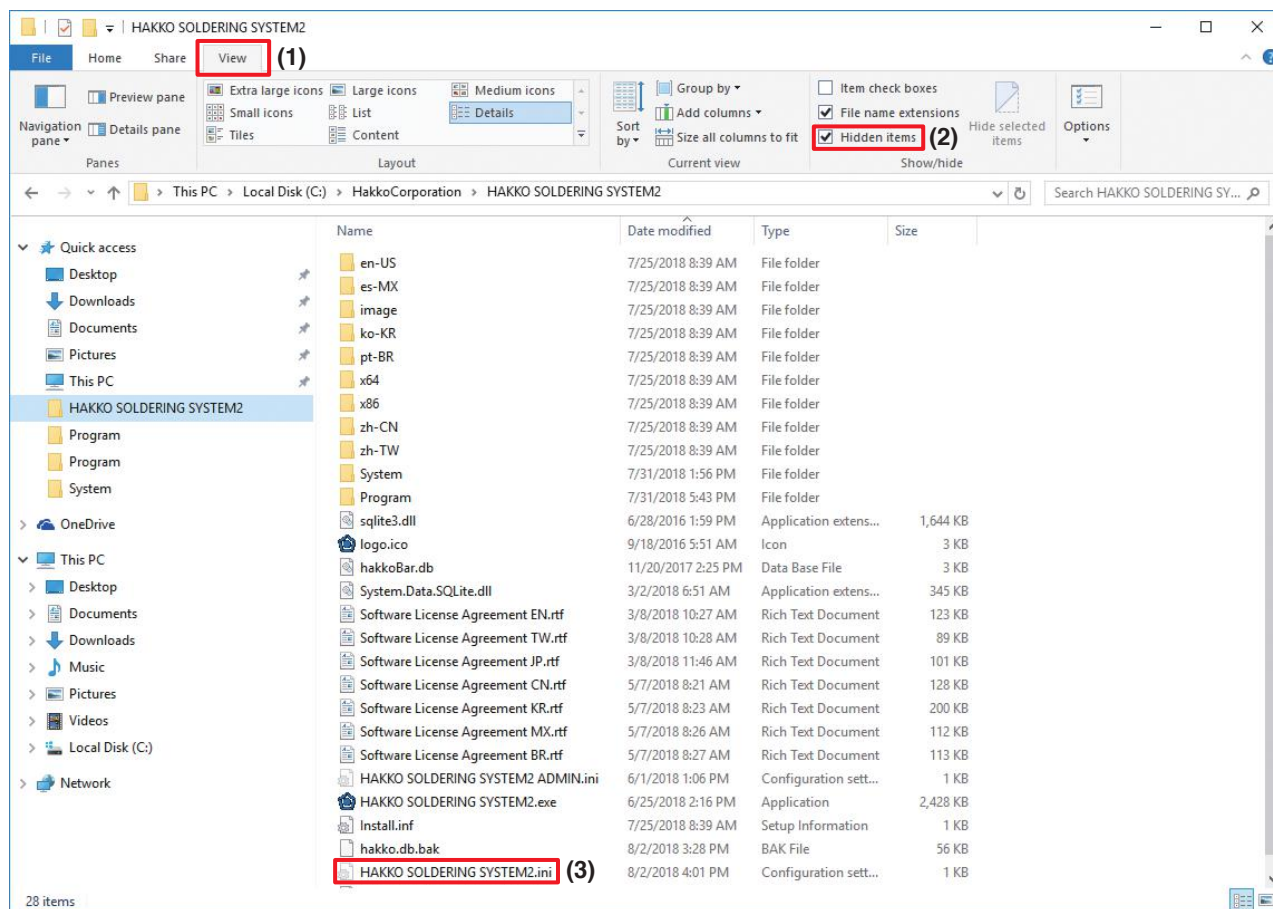 HAKKO SOLDERING SYSTEM2
File Home Share View (1)
Preview pane
Details pane
Navigation pane
Panes
Extra large icons Large icons Medium icons
Small icons List Details
Tiles Content
Layout
Sort by
Group by
Add columns
Size all columns to fit
Current view
Item check boxes
File name extensions
Hidden items (2)
Hide selected items
Show/hide
Options
This PC > Local Disk (C:) > HakkoCorporation > HAKKO SOLDERING SYSTEM2
Search HAKKO SOLDERING SY...
Quick access
Desktop
Downloads
Documents
Pictures
This PC
HAKKO SOLDERING SYSTEM2
Program
Program
System
OneDrive
This PC
Desktop
Documents
Downloads
Music
Pictures
Videos
Local Disk (C:)
Network
Name Date modified Type Size
en-US 7/25/2018 8:39 AM File folder
es-MX 7/25/2018 8:39 AM File folder
image 7/25/2018 8:39 AM File folder
ko-KR 7/25/2018 8:39 AM File folder
pt-BR 7/25/2018 8:39 AM File folder
x64 7/25/2018 8:39 AM File folder
x86 7/25/2018 8:39 AM File folder
zh-CN 7/25/2018 8:39 AM File folder
zh-TW 7/25/2018 8:39 AM File folder
System 7/31/2018 1:56 PM File folder
Program 7/31/2018 5:43 PM File folder
sqlite3.dll 6/28/2016 1:59 PM Application extens... 1,644 KB
logo.ico 9/18/2016 5:51 AM Icon 3 KB
hakkoBar.db 11/20/2017 2:25 PM Data Base File 3 KB
System.Data.SQLite.dll 3/2/2018 6:51 AM Application extens... 345 KB
Software License Agreement EN.rtf 3/8/2018 10:27 AM Rich Text Document 123 KB
Software License Agreement TW.rtf 3/8/2018 10:28 AM Rich Text Document 89 KB
Software License Agreement JP.rtf 3/8/2018 11:46 AM Rich Text Document 101 KB
Software License Agreement CN.rtf 5/7/2018 8:21 AM Rich Text Document 128 KB
Software License Agreement KR.rtf 5/7/2018 8:23 AM Rich Text Document 200 KB
Software License Agreement MX.rtf 5/7/2018 8:26 AM Rich Text Document 112 KB
Software License Agreement BR.rtf 5/7/2018 8:27 AM Rich Text Document 113 KB
HAKKO SOLDERING SYSTEM2 ADMIN.ini 6/1/2018 1:06 PM Configuration sett... 1 KB
HAKKO SOLDERING SYSTEM2.exe 6/25/2018 2:16 PM Application 2,428 KB
Install.inf 7/25/2018 8:39 AM Setup Information 1 KB
hakko.db.bak 8/2/2018 3:28 PM BAK File 56 KB
HAKKO SOLDERING SYSTEM2.ini (3) 8/2/2018 4:01 PM Configuration sett... 1 KB
28 items